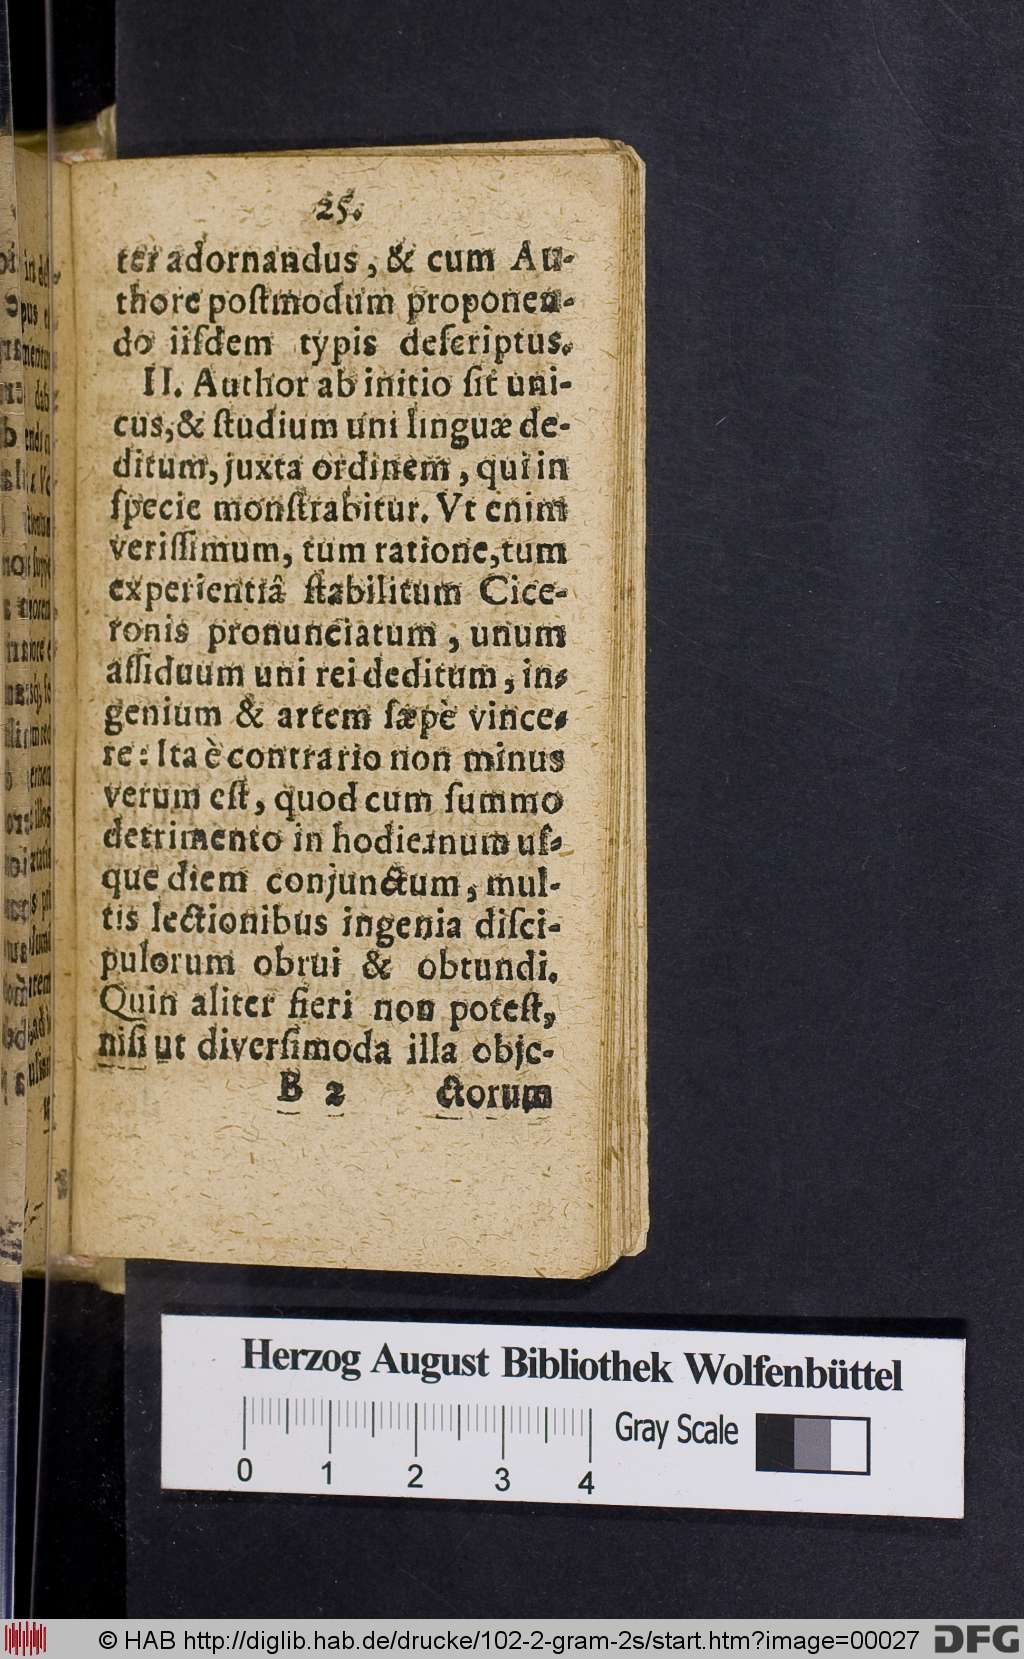 25.
ter adornandus, & cum Au-
thore postmodum proponen-
do iisdem typis descriptus.
II. Author ab initio sit uni-
cus, & studium uni linguæ de-
ditum, juxta ordinem, qui in
specie monstrabitur. Vt enim
verissimum, tum ratione, tum
experientiâ stabilitum Cice-
ronis pronunciatum, unum
assiduum uni rei deditum, in-
genium & artem sæpè vince-
re: Ita è contrario non minus
verum est, quod cum summo
detrimento in hodiernum us-
que diem conjunctum, mul-
tis lectionibus ingenia disci-
pulorum obrui & obtundi.
Quin aliter fieri non potest,
nisi ut diversimoda illa obje-
B 2 ctorum
Herzog August Bibliothek Wolfenbüttel
Gray Scale
0 1 2 3 4
© HAB http://diglib.hab.de/drucke/102-2-gram-2s/start.htm?image=00027 DFG